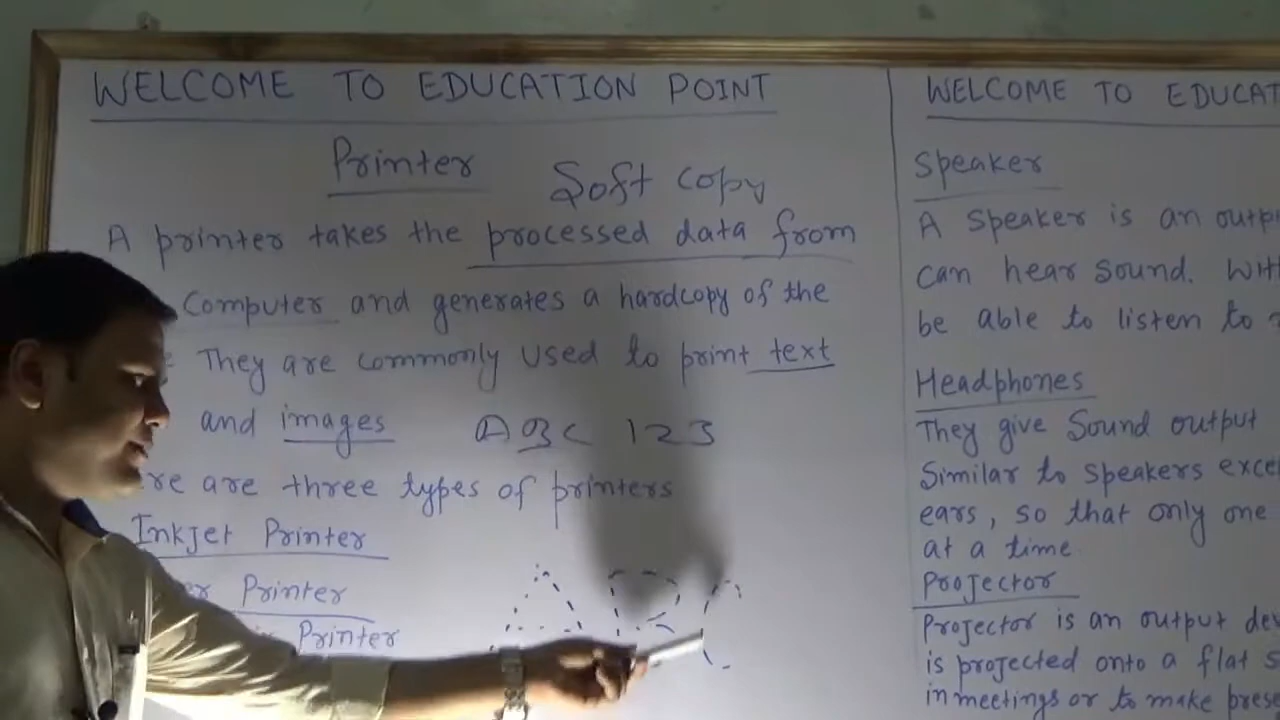 WELCOME TO EDUCATION POINT
Printer Soft copy
A printer takes the processed data from
Computer and generates a hardcopy of the
They are commonly used to print text
and images ABC 123
re are three types of printers
Inkjet Printer
er Printer
Printer
WELCOME TO EDUCAT
Speaker
A Speaker is an outp
can hear sound. With
be able to listen to
Headphones
They give Sound output
Similar to speakers exce
ears, so that only one
at a time
Projector
Projector is an output de
is projected onto a flat s
in meetings or to make prese